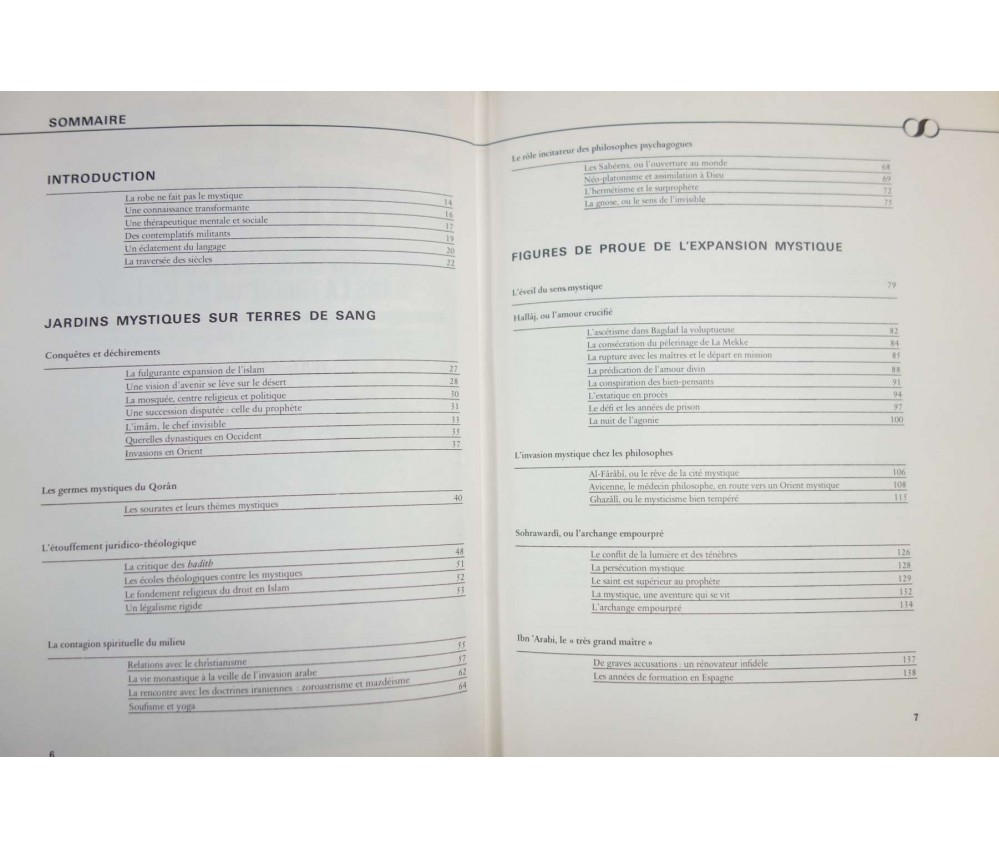 SOMMAIRE
INTRODUCTION
La robe ne fait pas le mystique 14
Une connaissance transformante 16
Une thérapeutique mentale et sociale 17
Des contemplatifs militants 19
Un éclatement du langage 20
La traversée des siècles 22
JARDINS MYSTIQUES SUR TERRES DE SANG
Conquêtes et déchirements
La fulgurante expansion de l'islam 27
Une vision d'avenir se lève sur le désert 28
La mosquée, centre religieux et politique 30
Une succession disputée : celle du prophète 31
L'imâm, le chef invisible 33
Querelles dynastiques en Occident 35
Invasions en Orient 37
Les germes mystiques du Qorân
Les sourates et leurs thèmes mystiques 40
L'étouffement juridico-théologique
La critique des hadith 48
Les écoles théologiques contre les mystiques 51
Le fondement religieux du droit en Islam 52
Un légalisme rigide 53
La contagion spirituelle du milieu
Relations avec le christianisme 55
La vie monastique à la veille de l'invasion arabe 57
La rencontre avec les doctrines iraniennes : zoroastrisme et mazdéisme 62
Soufisme et yoga 64
6
Le rôle incitateur des philosophes psychagogues
Les Sabéens, ou l'ouverture au monde 68
Néo-platonisme et assimilation à Dieu 69
L'hermétisme et le surprophète 72
La gnose, ou le sens de l'invisible 75
FIGURES DE PROUE DE L'EXPANSION MYSTIQUE
L'éveil du sens mystique 79
Hallâj, ou l'amour crucifié
L'ascétisme dans Bagdad la voluptueuse 82
La consécration du pèlerinage de La Mekke 84
La rupture avec les maîtres et le départ en mission 85
La prédication de l'amour divin 88
La conspiration des bien-pensants 91
L'extatique en procès 94
Le défi et les années de prison 97
La nuit de l'agonie 100
L'invasion mystique chez les philosophes
Al-Fârâbî, ou le rêve de la cité mystique 106
Avicenne, le médecin philosophe, en route vers un Orient mystique 108
Ghazâlî, ou le mysticisme bien tempéré 115
Sohrawardî, ou l'archange empourpré
Le conflit de la lumière et des ténèbres 126
La persécution mystique 128
Le saint est supérieur au prophète 129
La mystique, une aventure qui se vit 132
L'archange empourpré 134
Ibn 'Arabi, le « très grand maître »
De graves accusations : un rénovateur infidèle 137
Les années de formation en Espagne 138
7